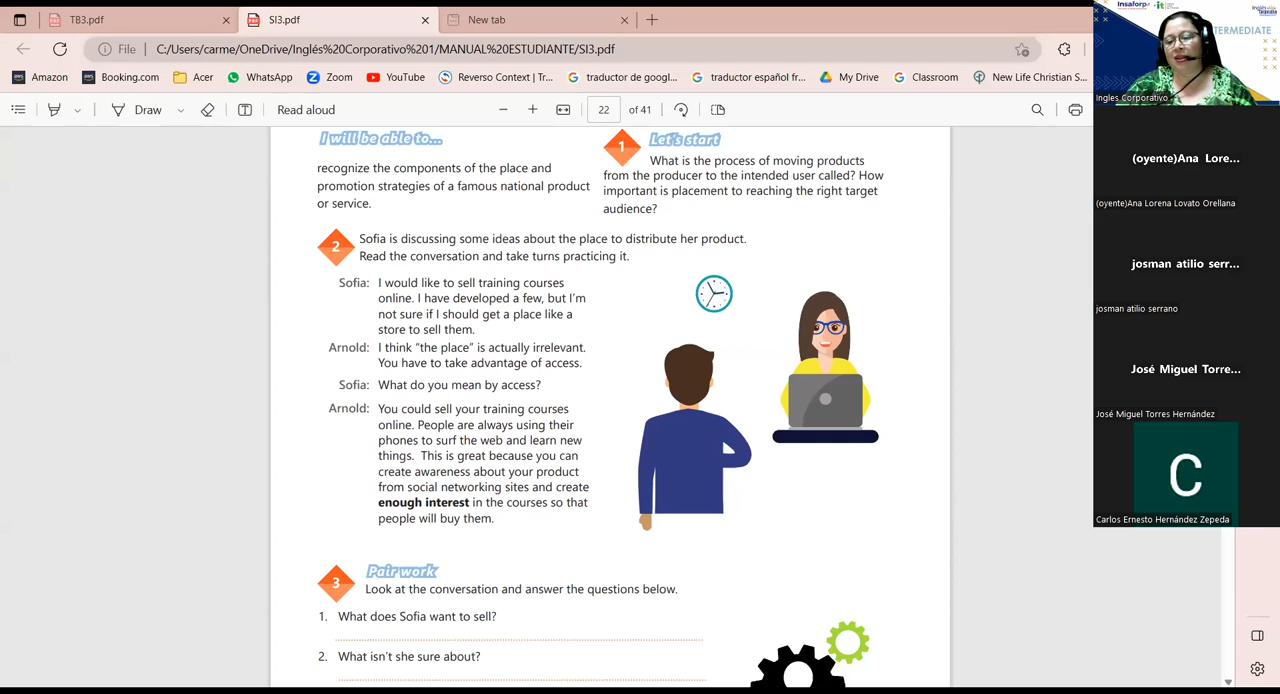 TB3.pdf
SI3.pdf
New tab
File
C:/Users/carme/OneDrive/Inglés%20Corporativo%201/MANUAL%20ESTUDIANTE/SI3.pdf
Amazon
Booking.com
Acer
WhatsApp
Zoom
YouTube
Reverso Context | Tr...
traductor de googl...
traductor español fr...
My Drive
Classroom
New Life Christian S...
Draw
Read aloud
22
of 41
I will be able to...
recognize the components of the place and
promotion strategies of a famous national product
or service.
1
Let's start
What is the process of moving products
from the producer to the intended user called? How
important is placement to reaching the right target
audience?
2
Sofia is discussing some ideas about the place to distribute her product.
Read the conversation and take turns practicing it.
Sofia: I would like to sell training courses
online. I have developed a few, but I'm
not sure if I should get a place like a
store to sell them.
Arnold: I think "the place" is actually irrelevant.
You have to take advantage of access.
Sofia: What do you mean by access?
Arnold: You could sell your training courses
online. People are always using their
phones to surf the web and learn new
things. This is great because you can
create awareness about your product
from social networking sites and create
enough interest in the courses so that
people will buy them.
3
Pair work
Look at the conversation and answer the questions below.
1. What does Sofia want to sell?
2. What isn't she sure about?
Insaforp
TERMEDIATE
Ingles Corporativo
(oyente)Ana Lore...
(oyente)Ana Lorena Lovato Orellana
josman atilio serr...
josman atilio serrano
José Miguel Torre...
José Miguel Torres Hernández
C
Carlos Ernesto Hernández Zepeda